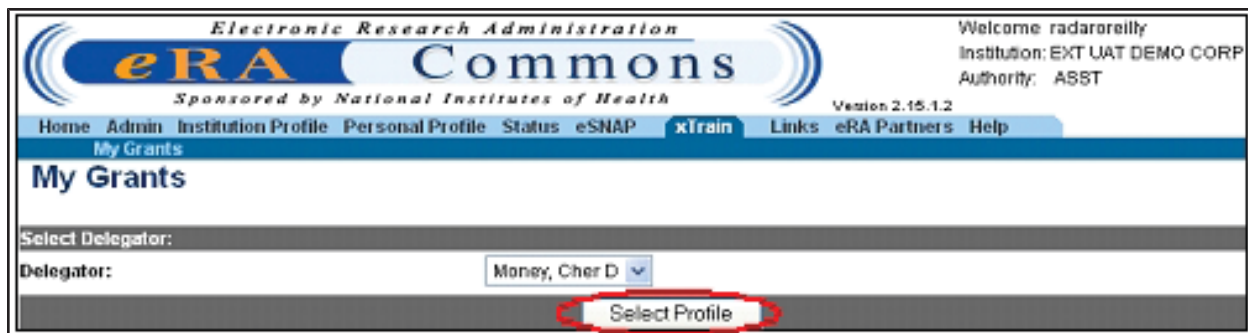 Electronic Research Administration
eRA Commons
Sponsored by National Institutes of Health
Welcome radaroreilly
Institution: EXT UAT DEMO CORP
Authority: ASST
Version 2.15.1.2
Home Admin Institution Profile Personal Profile Status eSNAP xTrain Links eRA Partners Help
My Grants
My Grants
Select Delegator:
Delegator: Money, Cher D
Select Profile